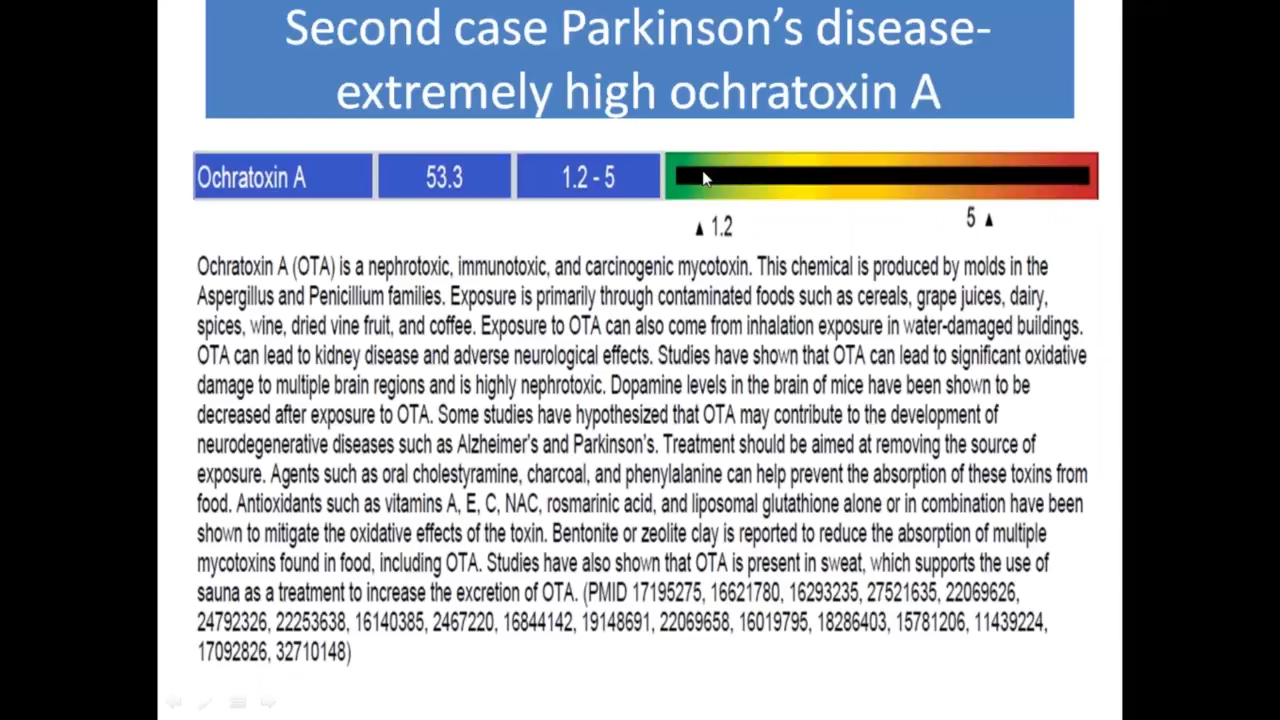 Second case Parkinson's disease-
extremely high ochratoxin A
Ochratoxin A 53.3 1.2 - 5
▲ 1.2 5 ▲
Ochratoxin A (OTA) is a nephrotoxic, immunotoxic, and carcinogenic mycotoxin. This chemical is produced by molds in the
Aspergillus and Penicillium families. Exposure is primarily through contaminated foods such as cereals, grape juices, dairy,
spices, wine, dried vine fruit, and coffee. Exposure to OTA can also come from inhalation exposure in water-damaged buildings.
OTA can lead to kidney disease and adverse neurological effects. Studies have shown that OTA can lead to significant oxidative
damage to multiple brain regions and is highly nephrotoxic. Dopamine levels in the brain of mice have been shown to be
decreased after exposure to OTA. Some studies have hypothesized that OTA may contribute to the development of
neurodegenerative diseases such as Alzheimer's and Parkinson's. Treatment should be aimed at removing the source of
exposure. Agents such as oral cholestyramine, charcoal, and phenylalanine can help prevent the absorption of these toxins from
food. Antioxidants such as vitamins A, E, C, NAC, rosmarinic acid, and liposomal glutathione alone or in combination have been
shown to mitigate the oxidative effects of the toxin. Bentonite or zeolite clay is reported to reduce the absorption of multiple
mycotoxins found in food, including OTA. Studies have also shown that OTA is present in sweat, which supports the use of
sauna as a treatment to increase the excretion of OTA. (PMID 17195275, 16621780, 16293235, 27521635, 22069626,
24792326, 22253638, 16140385, 2467220, 16844142, 19148691, 22069658, 16019795, 18286403, 15781206, 11439224,
17092826, 32710148)